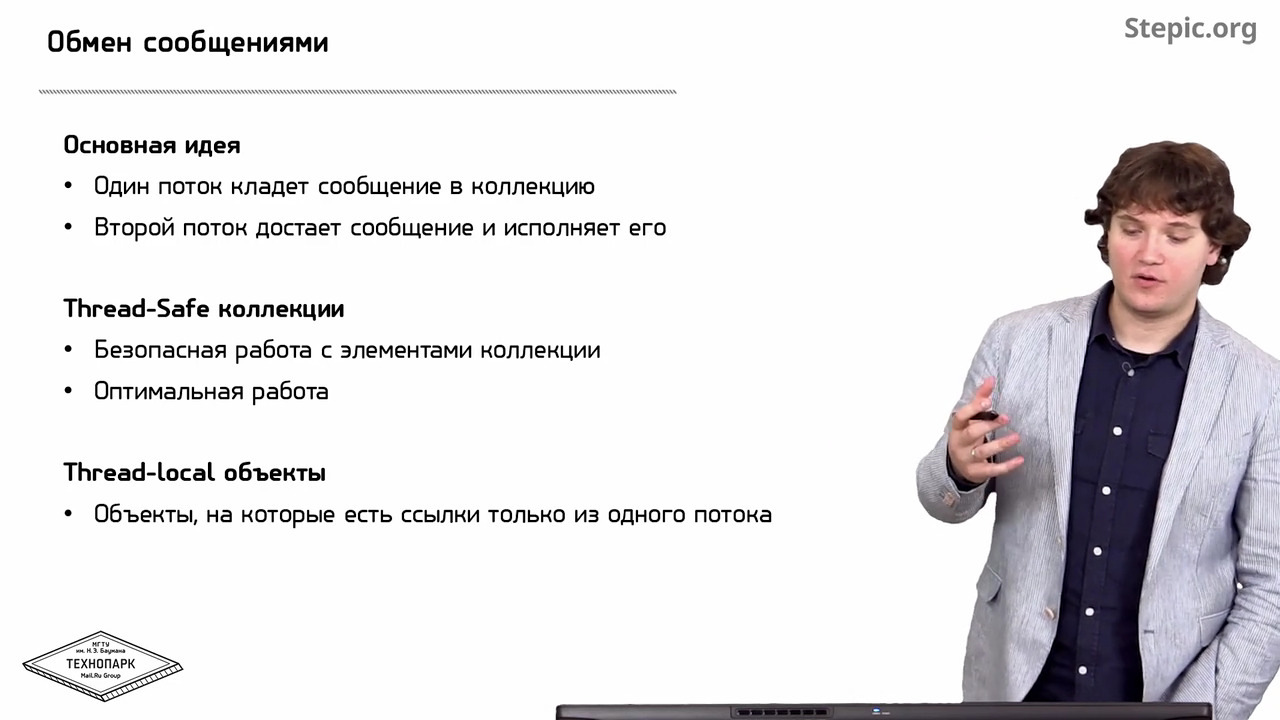 Обмен сообщениями
Stepic.org
Основная идея
• Один поток кладет сообщение в коллекцию
• Второй поток достает сообщение и исполняет его
Thread-Safe коллекции
• Безопасная работа с элементами коллекции
• Оптимальная работа
Thread-local объекты
• Объекты, на которые есть ссылки только из одного потока
МГТУ
им. Н.Э. Баумана
ТЕХНОПАРК
Mail.Ru Group